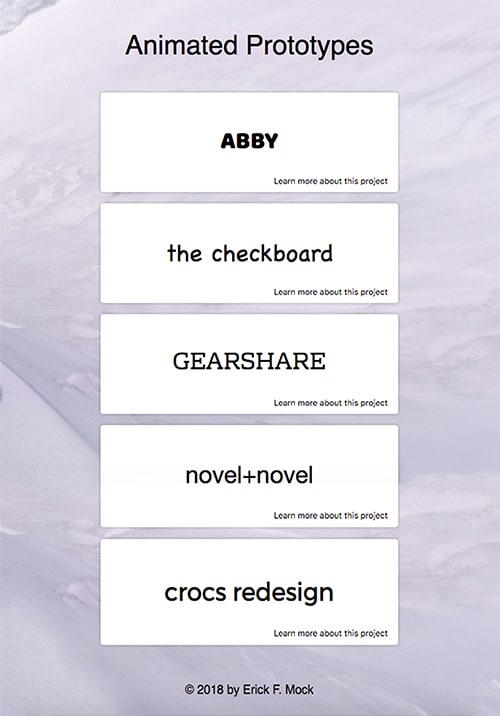 Animated Prototypes
ABBY
Learn more about this project
the checkboard
Learn more about this project
GEARSHARE
Learn more about this project
novel+novel
Learn more about this project
crocs redesign
Learn more about this project
© 2018 by Erick F. Mock